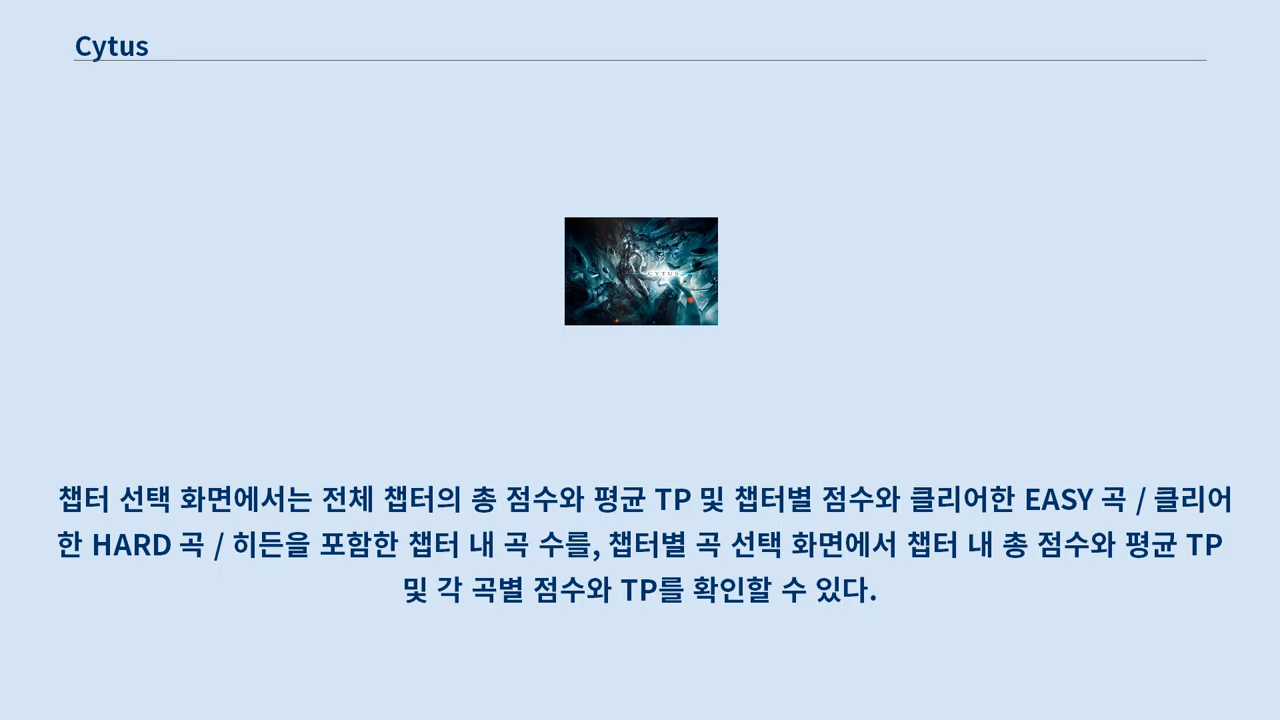 Cytus
CYTUS
챕터 선택 화면에서는 전체 챕터의 총 점수와 평균 TP 및 챕터별 점수와 클리어한 EASY 곡 / 클리어
한 HARD 곡 / 히든을 포함한 챕터 내 곡 수를, 챕터별 곡 선택 화면에서 챕터 내 총 점수와 평균 TP
및 각 곡별 점수와 TP를 확인할 수 있다.